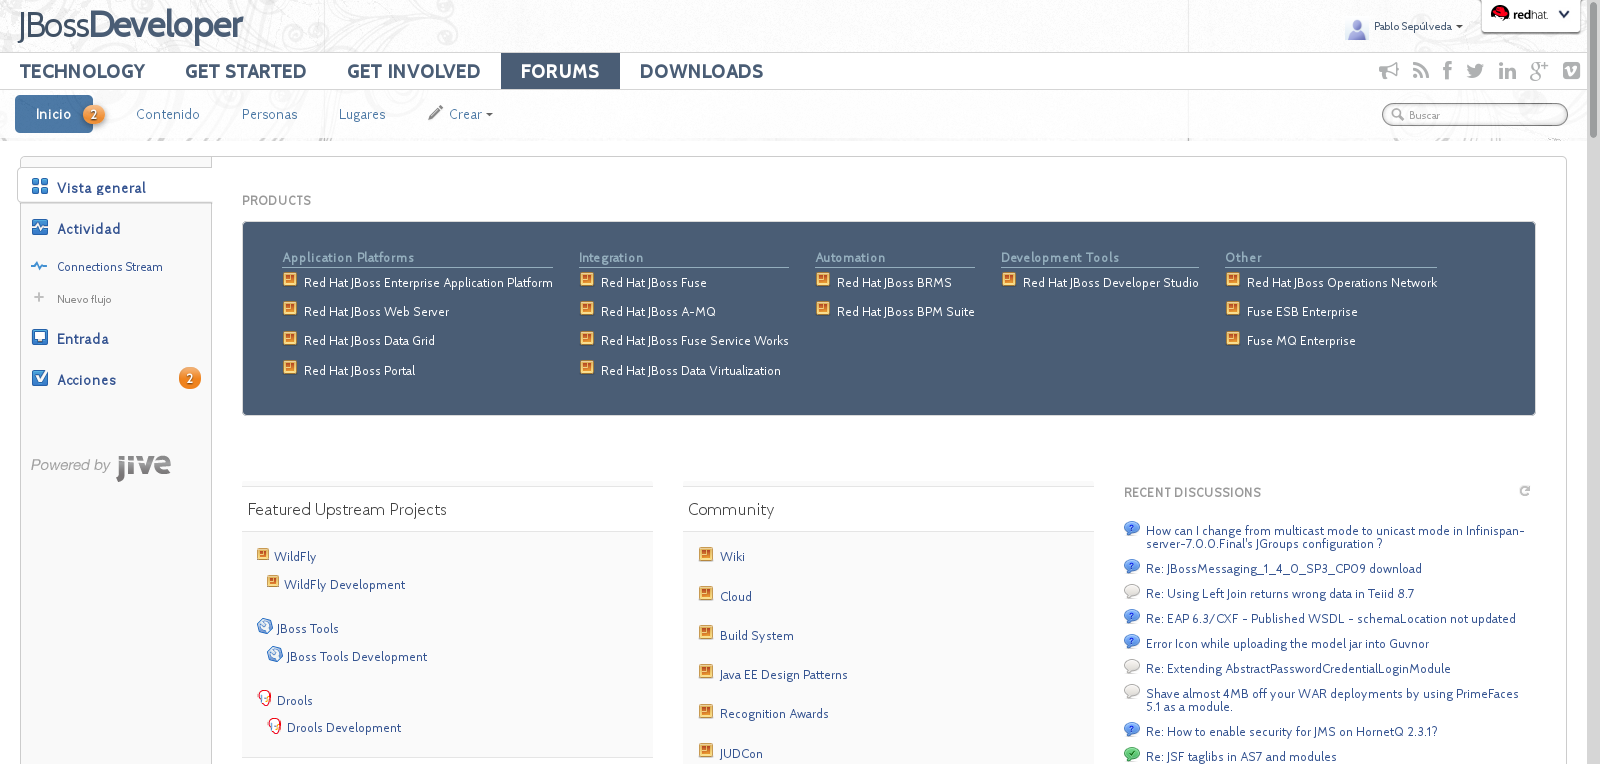 JBossDeveloper
Pablo Sepúlveda
redhat.
TECHNOLOGY GET STARTED GET INVOLVED FORUMS DOWNLOADS
Inicio 2 Contenido Personas Lugares Crear
Buscar
Vista general
Actividad
Connections Stream
Nuevo flujo
Entrada
Acciones 2
Powered by jive
PRODUCTS
Application Platforms
Red Hat JBoss Enterprise Application Platform
Red Hat JBoss Web Server
Red Hat JBoss Data Grid
Red Hat JBoss Portal
Integration
Red Hat JBoss Fuse
Red Hat JBoss A-MQ
Red Hat JBoss Fuse Service Works
Red Hat JBoss Data Virtualization
Automation
Red Hat JBoss BRMS
Red Hat JBoss BPM Suite
Development Tools
Red Hat JBoss Developer Studio
Other
Red Hat JBoss Operations Network
Fuse ESB Enterprise
Fuse MQ Enterprise
Featured Upstream Projects
WildFly
WildFly Development
JBoss Tools
JBoss Tools Development
Drools
Drools Development
Community
Wiki
Cloud
Build System
Java EE Design Patterns
Recognition Awards
JUDCon
RECENT DISCUSSIONS
How can I change from multicast mode to unicast mode in Infinispan-
server-7.0.0.Final's JGroups configuration ?
Re: JBossMessaging_1_4_0_SP3_CP09 download
Re: Using Left Join returns wrong data in Teiid 8.7
Re: EAP 6.3/CXF - Published WSDL - schemaLocation not updated
Error Icon while uploading the model jar into Guvnor
Re: Extending AbstractPasswordCredentialLoginModule
Shave almost 4MB off your WAR deployments by using PrimeFaces
5.1 as a module.
Re: How to enable security for JMS on HornetQ 2.3.1?
Re: JSF taglibs in AS7 and modules